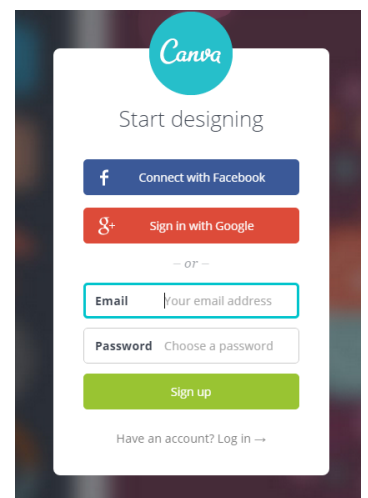 Canva
Start designing
f Connect with Facebook
g+ Sign in with Google
– or –
Email Your email address
Password Choose a password
Sign up
Have an account? Log in →